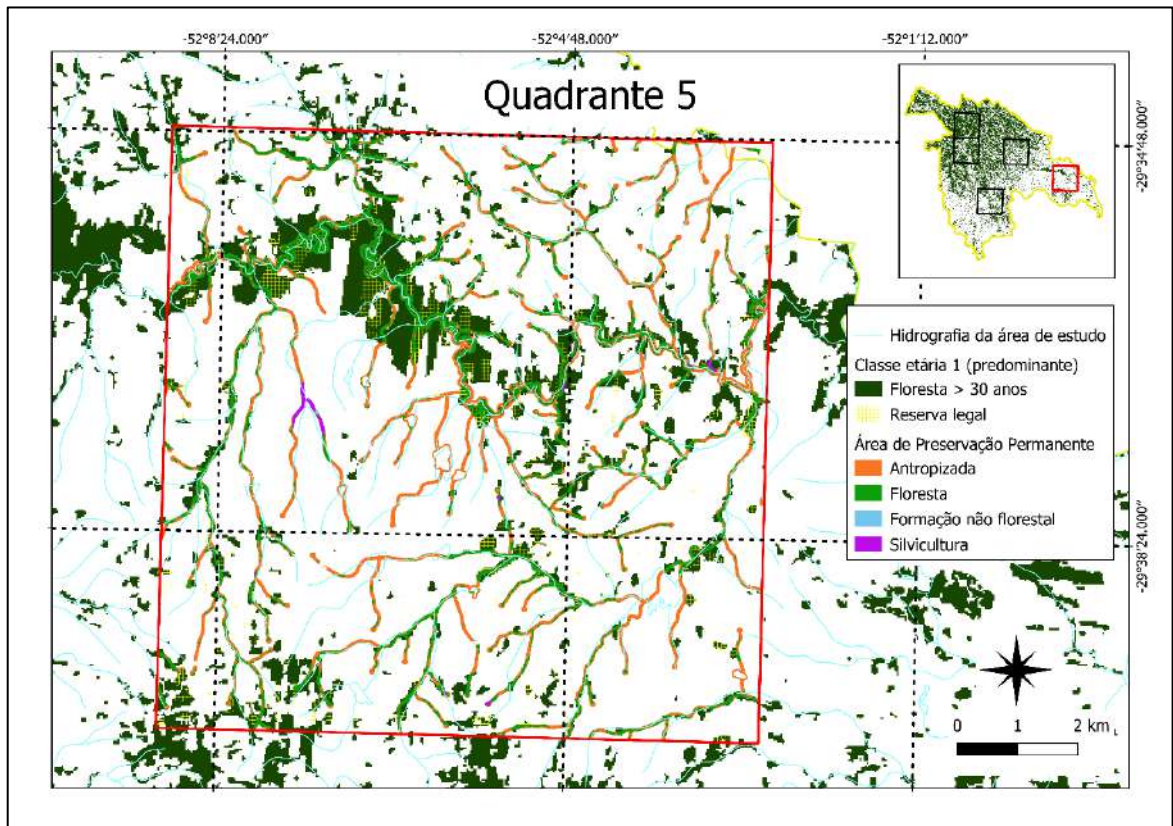 -52°8′24.000″ -52°4′48.000″ -52°1′12.000″
Quadrante 5
-29°34′48.000″
Hidrografia da área de estudo
Classe etária 1 (predominante)
Floresta > 30 anos
Reserva legal
Área de Preservação Permanente
Antropizada
Floresta
Formação não florestal
Silvicultura
-29°38′24.000″
0 1 2 km